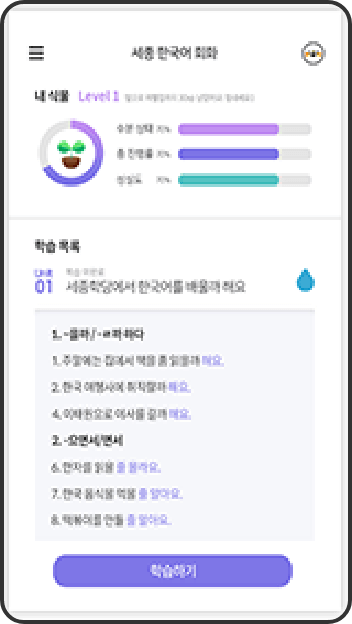 세종 한국어 회화
내 식물 Level 1
수분 상태 70%
총 진행률 70%
성실도 70%
학습 목록
Unit
01
학습 미완료
세종학당에서 한국어를 배울까 해요
1. -을까 / -ㄹ까 하다
1. 주말에는 집에서 책을 좀 읽을까 해요.
2. 한국 여행사에 취직할까 해요.
4. 이태원으로 이사를 갈까 해요.
2. -으면서/면서
6. 한자를 읽을 줄 몰라요.
7. 한국 음식을 먹을 줄 알아요.
8. 떡볶이를 만들 줄 알아요.
학습하기